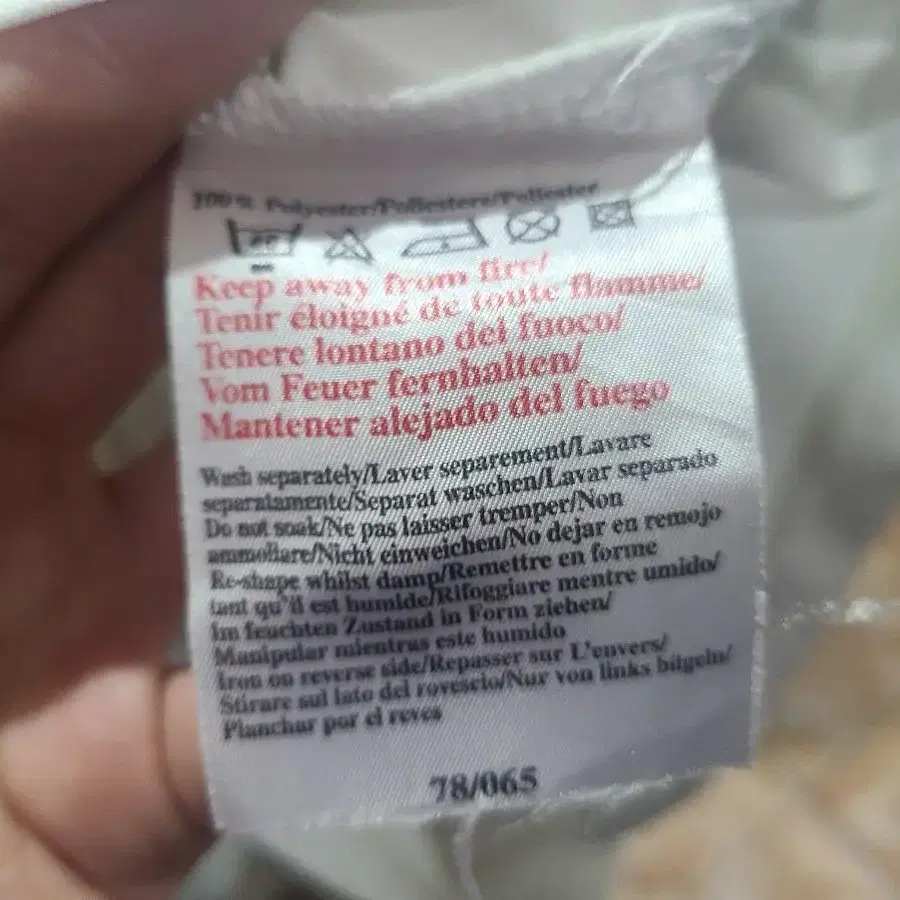 100% Polyester/Poliestere/Poliester
Keep away from fire/
Tenir éloigné de toute flamme/
Tenere lontano del fuoco/
Vom Feuer fernhalten/
Mantener alejado del fuego
Wash separately/Laver separement/Lavare
separatamente/Separat waschen/Lavar separado
Do not soak/Ne pas laisser tremper/Non
ammollare/Nicht einweichen/No dejar en remojo
Re-shape whilst damp/Remettre en forme
tant qu'il est humide/Rifoggiare mentre umido/
Im feuchten Zustand in Form ziehen/
Manipular mientras este humido
Iron on reverse side/Repasser sur L'envers/
Stirare sul lato del rovescio/Nur von links bügeln/
Planchar por el reves
78/065